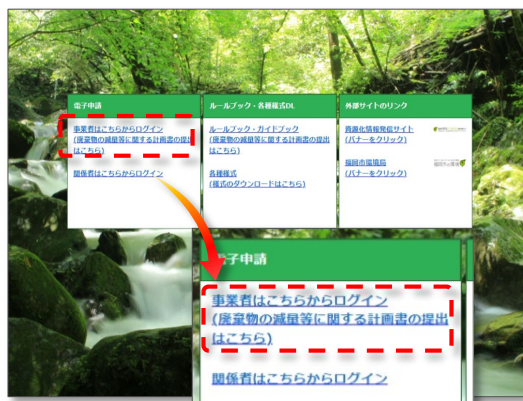 電子申請
事業者はこちらからログイン
(廃棄物の減量等に関する計画書の提出
はこちら)
関係者はこちらからログイン
ルールブック・各種様式DL
ルールブック・ガイドブック
(廃棄物の減量等に関する計画書の提出
はこちら)
各種様式
(様式のダウンロードはこちら)
外部サイトのリンク
資源化情報発信サイト
(バナーをクリック)
福岡市環境局
(バナーをクリック)
電子申請
事業者はこちらからログイン
(廃棄物の減量等に関する計画書の提出
はこちら)
関係者はこちらからログイン